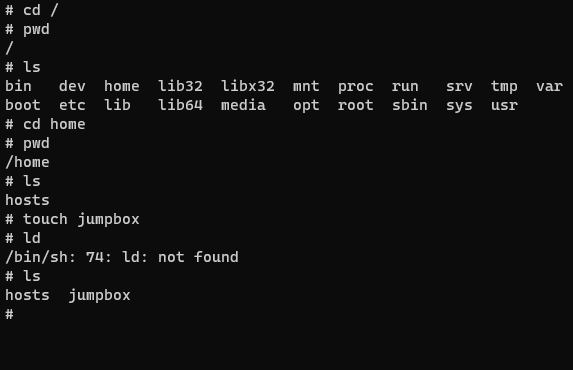 # cd /
# pwd
/
# ls
bin   dev  home  lib32  libx32  mnt  proc  run   srv  tmp  var
boot  etc  lib   lib64  media   opt  root  sbin  sys  usr
# cd home
# pwd
/home
# ls
hosts
# touch jumpbox
# ld
/bin/sh: 74: ld: not found
# ls
hosts  jumpbox
#